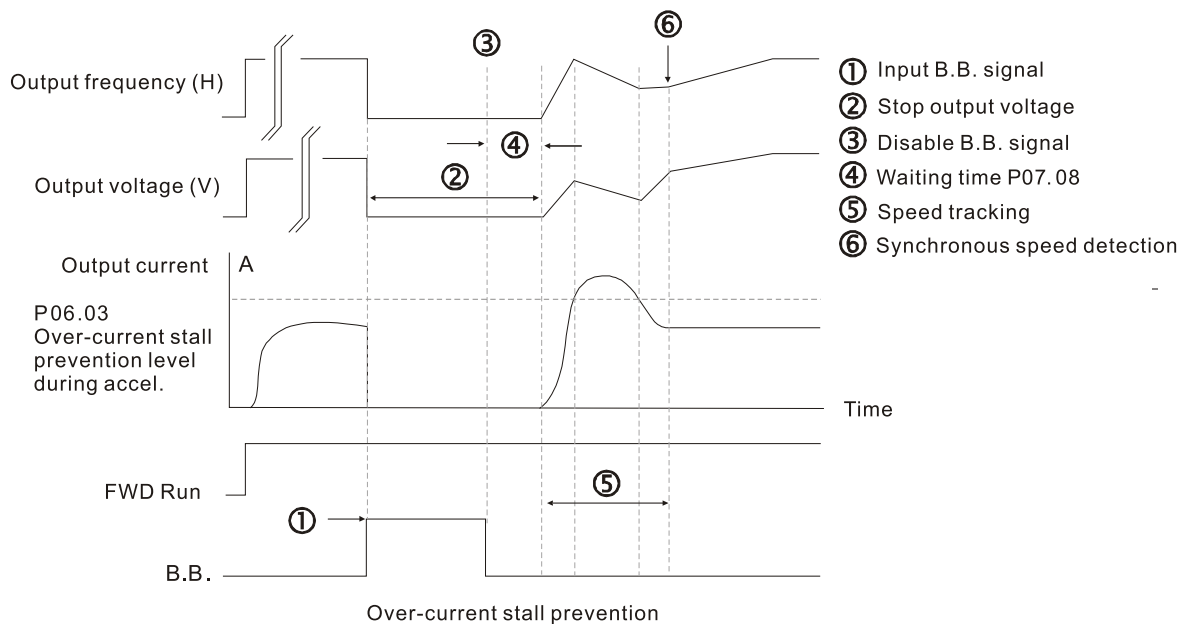 ⑥
③
Output frequency (H)
① Input B.B. signal
② Stop output voltage
③ Disable B.B. signal
④ Waiting time P07.08
⑤ Speed tracking
⑥ Synchronous speed detection
④
②
Output voltage (V)
Output current A
P06.03
Over-current stall
prevention level
during accel.
Time
FWD Run
⑤
①
B.B.
Over-current stall prevention